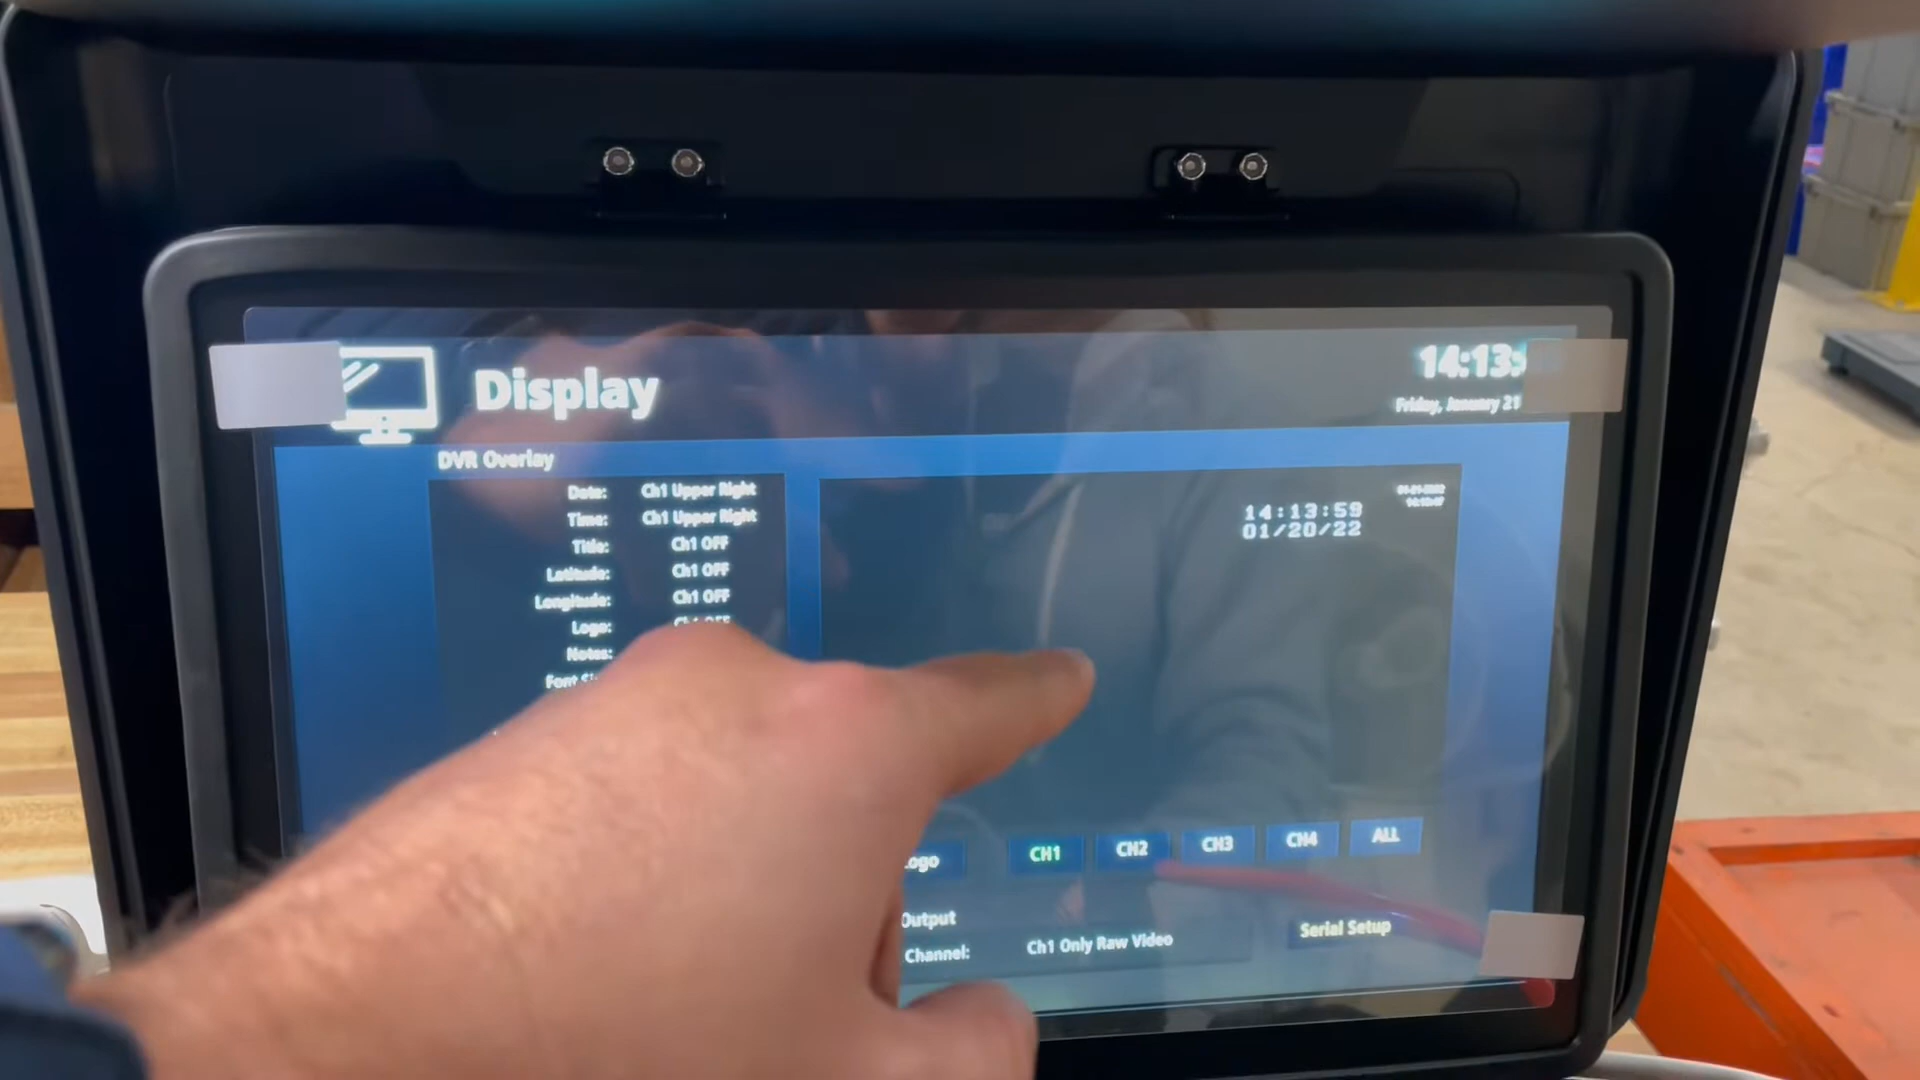 Display
14:13:
Friday, January 21
DVR Overlay
Date: Ch1 Upper Right
Time: Ch1 Upper Right
Title: Ch1 OFF
Latitude: Ch1 OFF
Longitude: Ch1 OFF
Logo: Ch1 OFF
Notes:
Font
14:13:59
01/20/22
Logo
CH1
CH2
CH3
CH4
ALL
Output
Channel: Ch1 Only Raw Video
Serial Setup